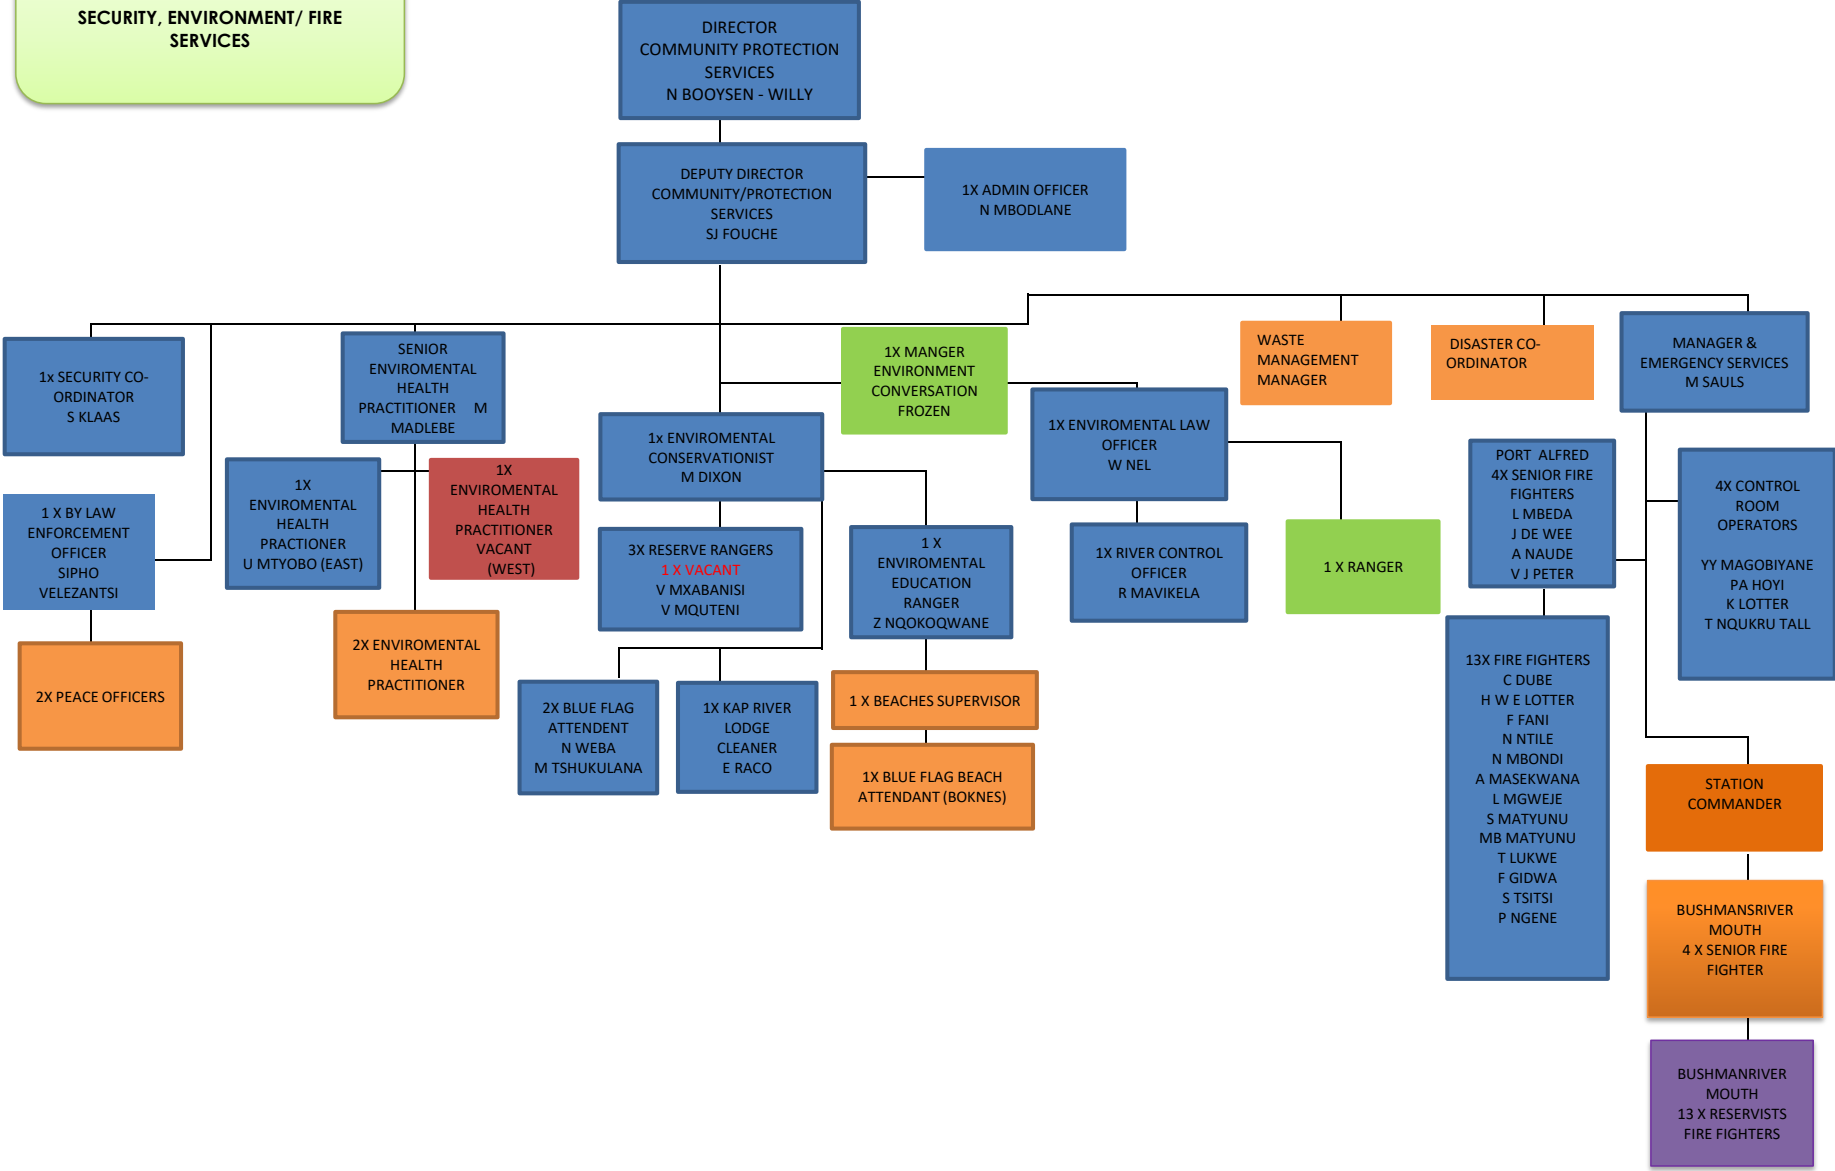 SECURITY, ENVIRONMENT/ FIRE
SERVICES
DIRECTOR
COMMUNITY PROTECTION
SERVICES
N BOOYSEN - WILLY
DEPUTY DIRECTOR
COMMUNITY/PROTECTION
SERVICES
SJ FOUCHE
1X ADMIN OFFICER
N MBODLANE
1x SECURITY CO-
ORDINATOR
S KLAAS
SENIOR
ENVIROMENTAL
HEALTH
PRACTITIONER M
MADLEBE
1X MANGER
ENVIRONMENT
CONVERSATION
FROZEN
WASTE
MANAGEMENT
MANAGER
DISASTER CO-
ORDINATOR
MANAGER &
EMERGENCY SERVICES
M SAULS
1 X BY LAW
ENFORCEMENT
OFFICER
SIPHO
VELEZANTSI
1X
ENVIROMENTAL
HEALTH
PRACTIONER
U MTYOBO (EAST)
1X
ENVIROMENTAL
HEALTH
PRACTITIONER
VACANT
(WEST)
1x ENVIROMENTAL
CONSERVATIONIST
M DIXON
1X ENVIROMENTAL LAW
OFFICER
W NEL
PORT ALFRED
4X SENIOR FIRE
FIGHTERS
L MBEDA
J DE WEE
A NAUDE
V J PETER
4X CONTROL
ROOM
OPERATORS
YY MAGOBIYANE
PA HOYI
K LOTTER
T NQUKRU TALL
2X PEACE OFFICERS
2X ENVIROMENTAL
HEALTH
PRACTITIONER
3X RESERVE RANGERS
1 X VACANT
V MXABANISI
V MQUTENI
1 X
ENVIROMENTAL
EDUCATION
RANGER
Z NQOKOQWANE
1X RIVER CONTROL
OFFICER
R MAVIKELA
1 X RANGER
2X BLUE FLAG
ATTENDENT
N WEBA
M TSHUKULANA
1X KAP RIVER
LODGE
CLEANER
E RACO
1 X BEACHES SUPERVISOR
1X BLUE FLAG BEACH
ATTENDANT (BOKNES)
13X FIRE FIGHTERS
C DUBE
H W E LOTTER
F FANI
N NTILE
N MBONDI
A MASEKWANA
L MGWEJE
S MATYUNU
MB MATYUNU
T LUKWE
F GIDWA
S TSITSI
P NGENE
STATION
COMMANDER
BUSHMANSRIVER
MOUTH
4 X SENIOR FIRE
FIGHTER
BUSHMANRIVER
MOUTH
13 X RESERVISTS
FIRE FIGHTERS